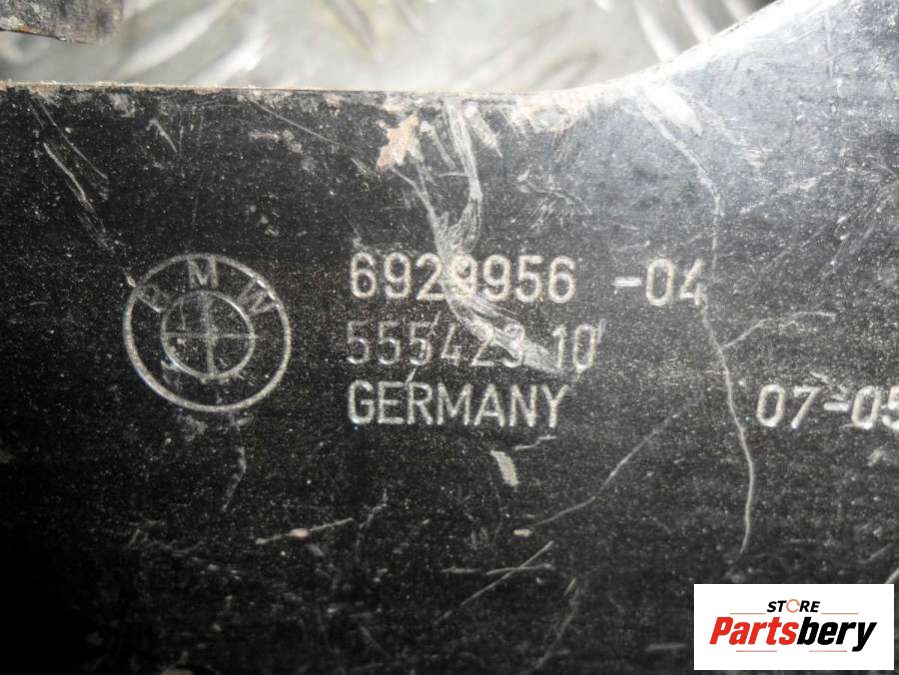 BMW
6929956 -04
555423 10
GERMANY
07-05
STORE
Partsbery